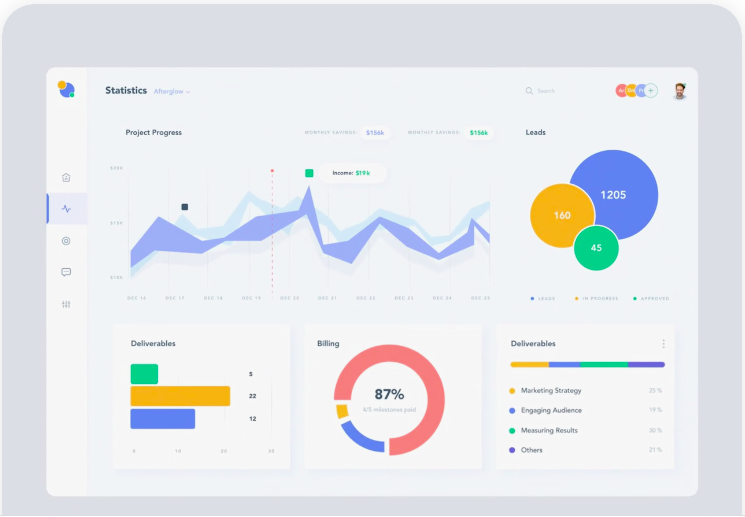 Statistics Afterglow
Search
Project Progress
MONTHLY SAVINGS: $156k
MONTHLY SAVINGS: $156k
Leads
Income: $19k
1205
160
45
DEC 16 DEC 17 DEC 18 DEC 19 DEC 20 DEC 21 DEC 22 DEC 23 DEC 24 DEC 25
LEADS IN PROGRESS APPROVED
Deliverables
5
22
12
0 10 20 30
Billing
87%
4/5 milestones paid
Deliverables
Marketing Strategy 25 %
Engaging Audience 19 %
Measuring Results 30 %
Others 21 %